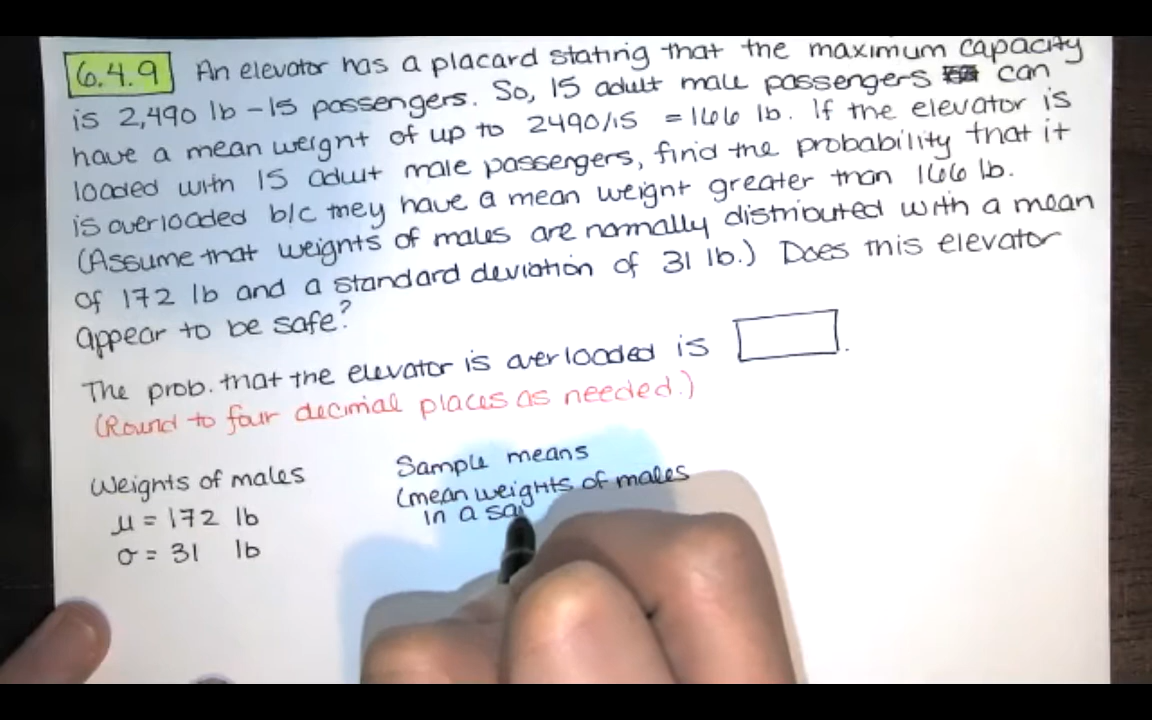 6.4.9 An elevator has a placard stating that the maximum capacity
is 2,490 lb - 15 passengers. So, 15 adult male passengers can
have a mean weight of up to 2490/15 = 166 lb. If the elevator is
loaded with 15 adult male passengers, find the probability that it
is overloaded b/c they have a mean weight greater than 166 lb.
(Assume that weights of males are normally distributed with a mean
of 172 lb and a standard deviation of 31 lb.) Does this elevator
appear to be safe?
The prob. that the elevator is overloaded is .
(Round to four decimal places as needed.)
Weights of males
μ = 172 lb
σ = 31 lb
Sample means
(mean weights of males
in a sa